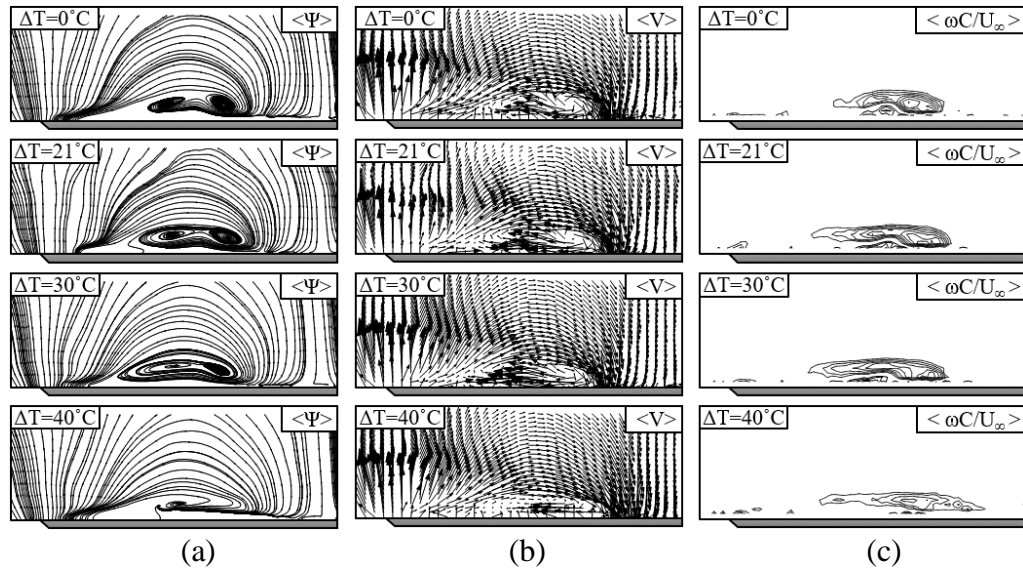 ΔT=0˚C <Ψ> ΔT=0˚C <V> ΔT=0˚C < ωC/U∞ >
ΔT=21˚C <Ψ> ΔT=21˚C <V> ΔT=21˚C < ωC/U∞ >
ΔT=30˚C <Ψ> ΔT=30˚C <V> ΔT=30˚C < ωC/U∞ >
ΔT=40˚C <Ψ> ΔT=40˚C <V> ΔT=40˚C < ωC/U∞ >
(a) (b) (c)